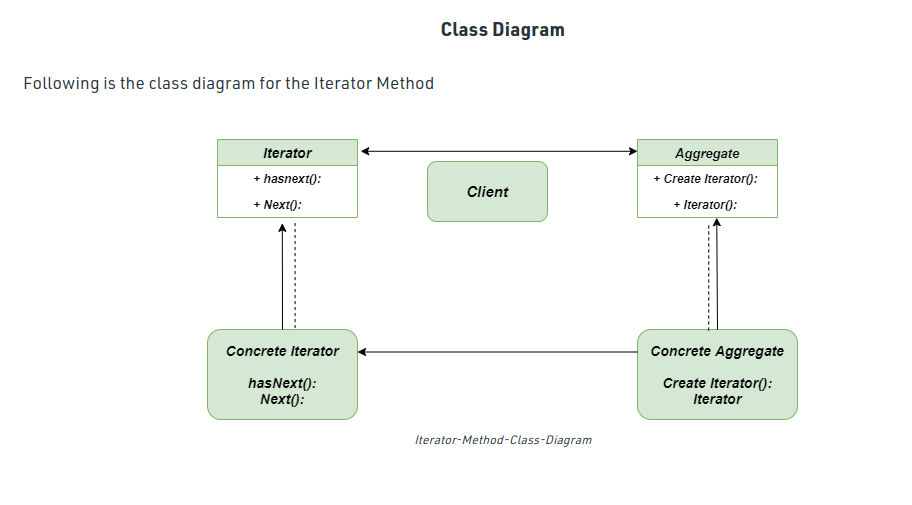 Class Diagram
Following is the class diagram for the Iterator Method
Iterator
+ hasnext():
+ Next():
Client
Aggregate
+ Create Iterator():
+ Iterator():
Concrete Iterator
hasNext():
Next():
Concrete Aggregate
Create Iterator():
Iterator
Iterator-Method-Class-Diagram